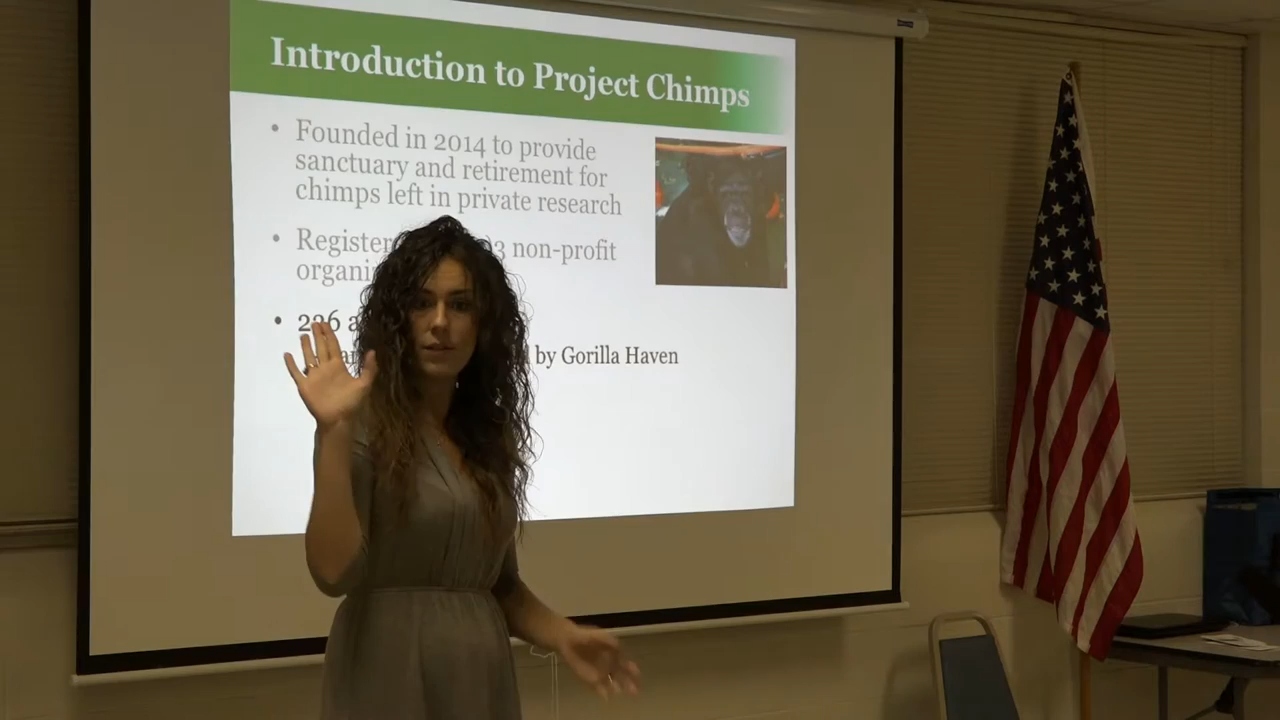 Introduction to Project Chimps
• Founded in 2014 to provide
sanctuary and retirement for
chimps left in private research
• Register 3 non-profit
organi
• 226 a
by Gorilla Haven